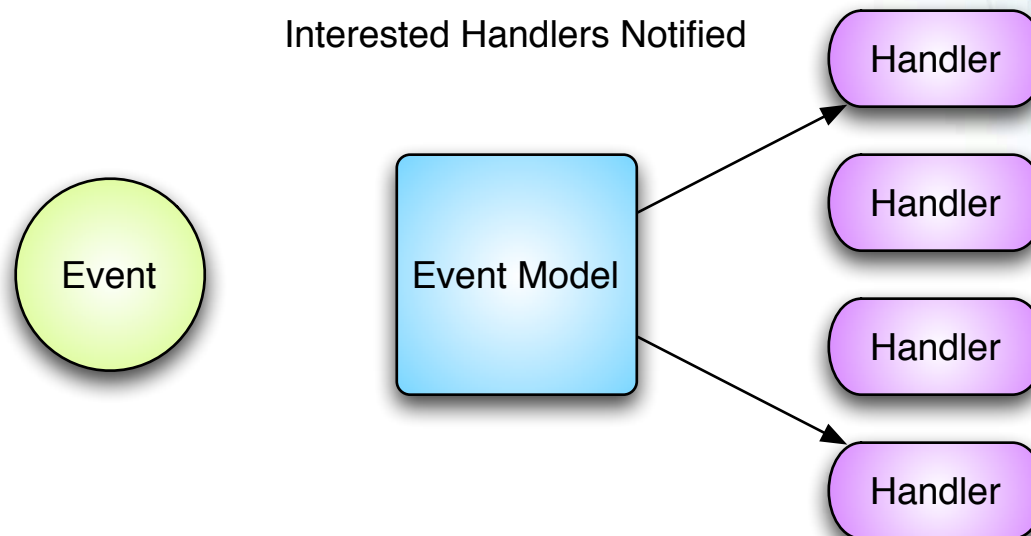 Interested Handlers Notified
Handler
Handler
Event
Event Model
Handler
Handler